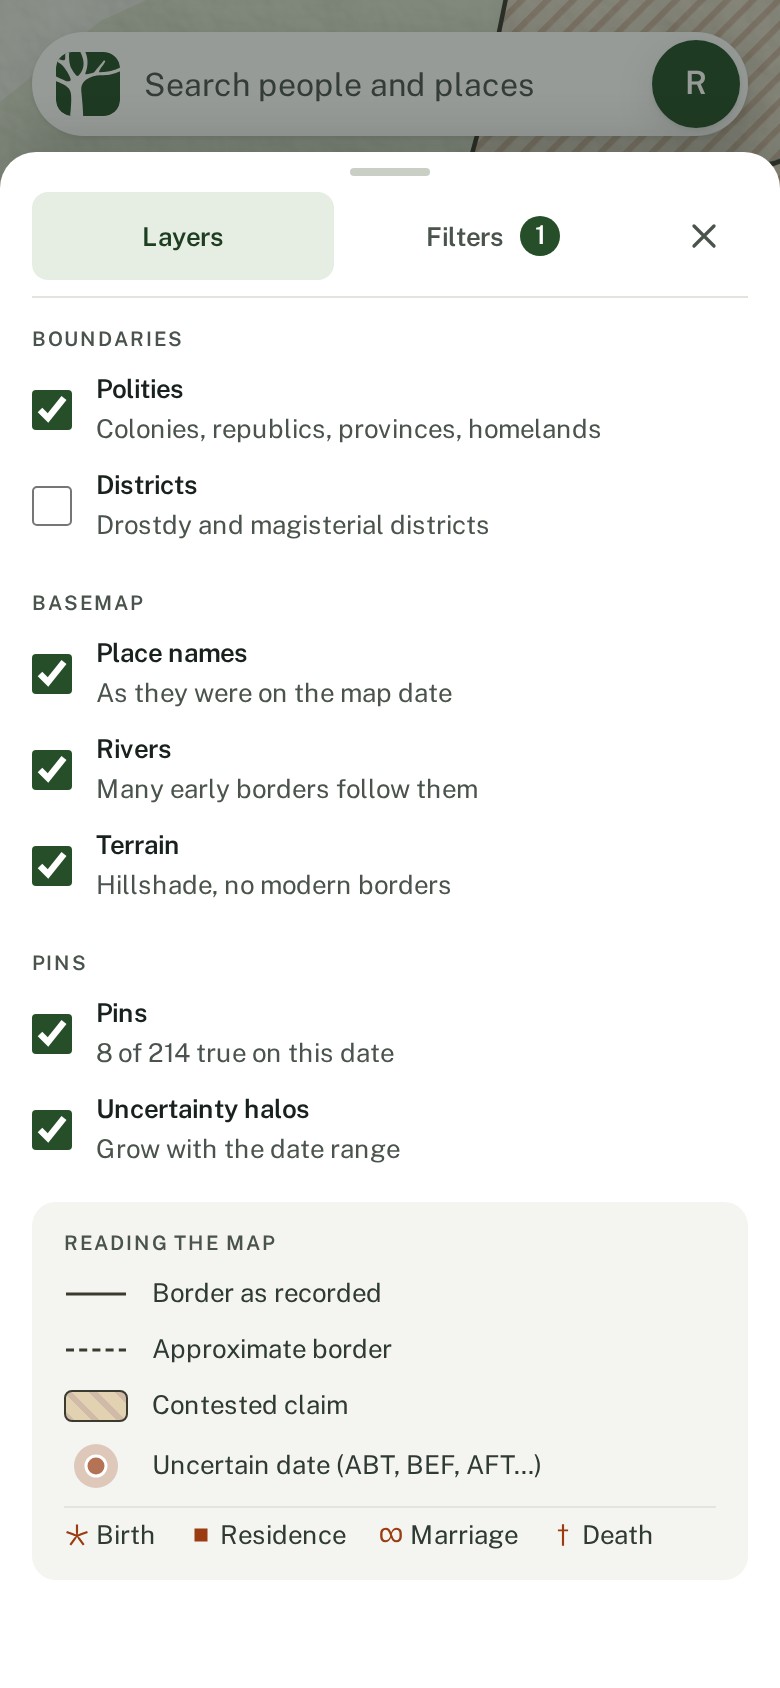 Search people and places
R
Layers
Filters 1
BOUNDARIES
Polities
Colonies, republics, provinces, homelands
Districts
Drostdy and magisterial districts
BASEMAP
Place names
As they were on the map date
Rivers
Many early borders follow them
Terrain
Hillshade, no modern borders
PINS
Pins
8 of 214 true on this date
Uncertainty halos
Grow with the date range
READING THE MAP
Border as recorded
Approximate border
Contested claim
Uncertain date (ABT, BEF, AFT...)
Birth Residence Marriage Death